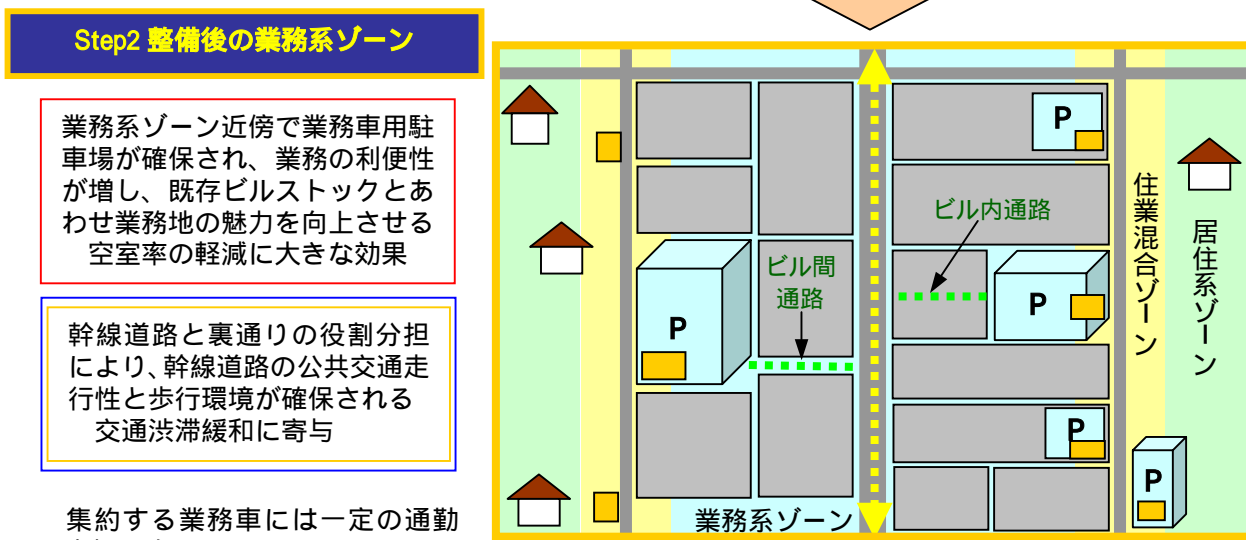 Step2 整備後の業務系ゾーン
業務系ゾーン近傍で業務車用駐
車場が確保され、業務の利便性
が増し、既存ビルストックとあ
わせ業務地の魅力を向上させる
空室率の軽減に大きな効果
幹線道路と裏通りの役割分担
により、幹線道路の公共交通走
行性と歩行環境が確保される
交通渋滞緩和に寄与
集約する業務車には一定の通勤
P
ビル内通路
ビル間
通路
P
P
P
P
業務系ゾーン
住業混合ゾーン
居住系ゾーン